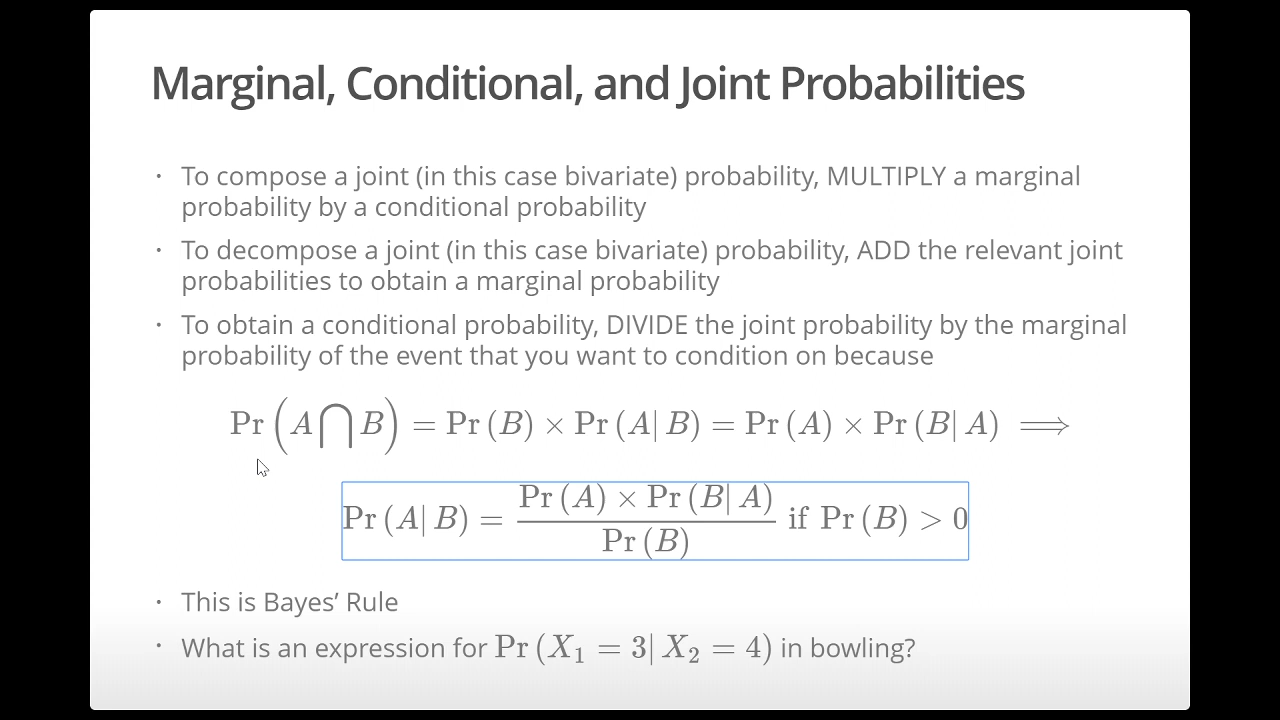 Marginal, Conditional, and Joint Probabilities
• To compose a joint (in this case bivariate) probability, MULTIPLY a marginal
probability by a conditional probability
• To decompose a joint (in this case bivariate) probability, ADD the relevant joint
probabilities to obtain a marginal probability
• To obtain a conditional probability, DIVIDE the joint probability by the marginal
probability of the event that you want to condition on because
Pr (A ⋂ B) = Pr (B) × Pr (A| B) = Pr (A) × Pr (B| A) ⟹
Pr (A| B) = Pr (A) × Pr (B| A) / Pr (B) if Pr (B) > 0
• This is Bayes’ Rule
• What is an expression for Pr (X₁ = 3| X₂ = 4) in bowling?